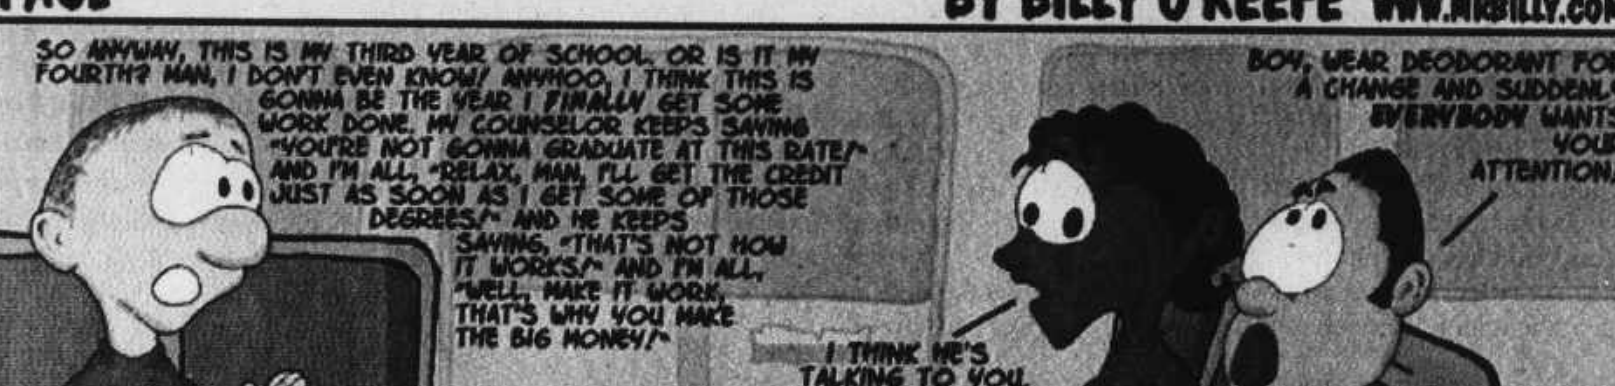 BY BILLY O'KEEFE WWW.MRBILLY.COM
SO ANYWAY, THIS IS MY THIRD YEAR OF SCHOOL. OR IS IT MY
FOURTH? MAN, I DON'T EVEN KNOW! ANYHOO, I THINK THIS IS
GONNA BE THE YEAR I FINALLY GET SOME
WORK DONE. MY COUNSELOR KEEPS SAYING
"YOU'RE NOT GONNA GRADUATE AT THIS RATE!"
AND I'M ALL, "RELAX, MAN, I'LL GET THE CREDIT
JUST AS SOON AS I GET SOME OF THOSE
DEGREES!" AND HE KEEPS
SAYING, "THAT'S NOT HOW
IT WORKS!" AND I'M ALL,
"WELL, MAKE IT WORK,
THAT'S WHY YOU MAKE
THE BIG MONEY!"
I THINK HE'S
TALKING TO YOU.
BOY, WEAR DEODORANT FOR
A CHANGE AND SUDDENLY
EVERYBODY WANTS
YOUR
ATTENTION.